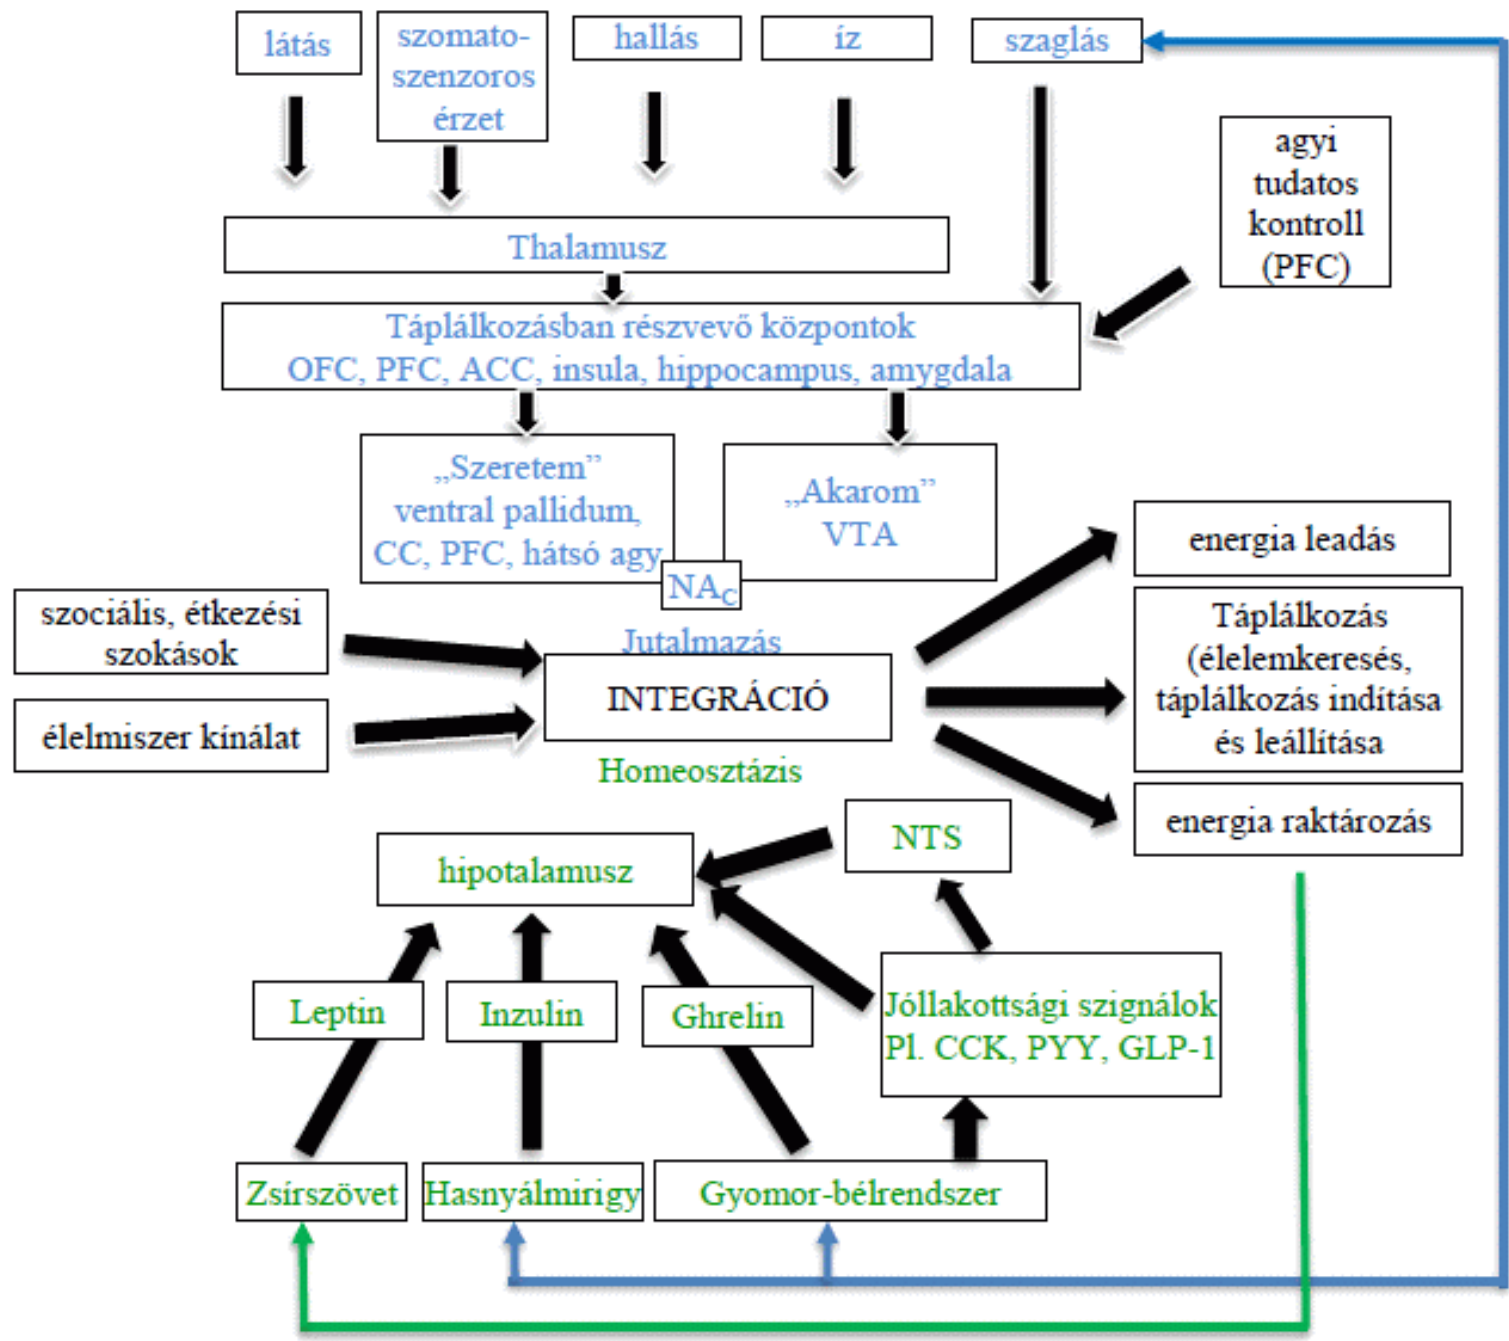 látás
szomato-
szenzoros
érzet
hallás
íz
szaglás
agyi
tudatos
kontroll
(PFC)
Thalamusz
Táplálkozásban részvevő központok
OFC, PFC, ACC, insula, hippocampus, amygdala
„Szeretem”
ventral pallidum,
CC, PFC, hátsó agy
„Akarom”
VTA
NAC
Jutalmazás
szociális, étkezési
szokások
élelmiszer kínálat
INTEGRÁCIÓ
Homeosztázis
energia leadás
Táplálkozás
(élelemkeresés,
táplálkozás indítása
és leállítása
energia raktározás
NTS
hipotalamusz
Leptin
Inzulin
Ghrelin
Jóllakottsági szignálok
Pl. CCK, PYY, GLP-1
Zsírszövet
Hasnyálmirigy
Gyomor-bélrendszer